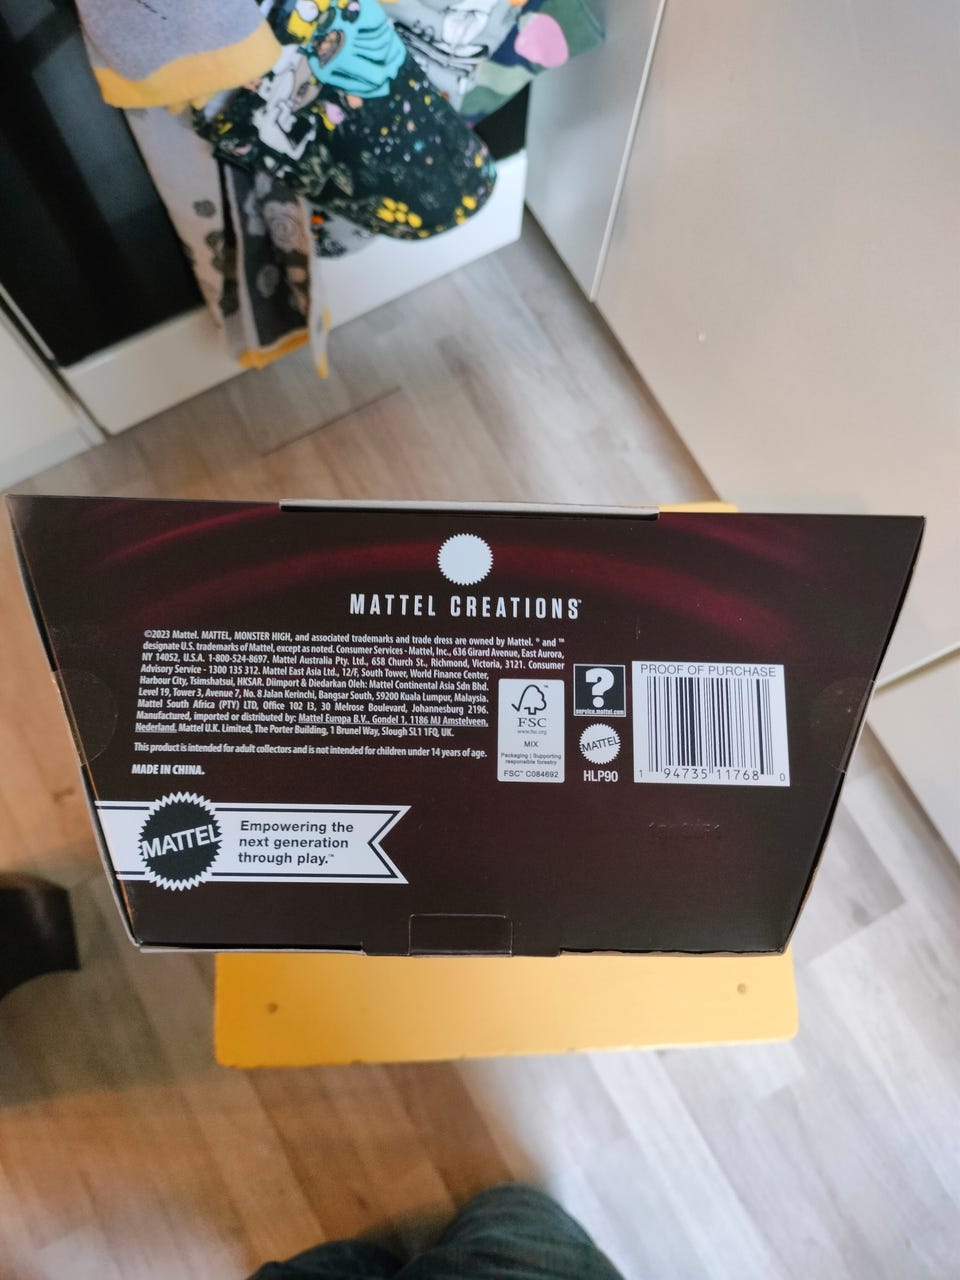 MATTEL CREATIONS™
©2023 Mattel. MATTEL, MONSTER HIGH, and associated trademarks and trade dress are owned by Mattel. ® and ™
designate U.S. trademarks of Mattel, except as noted. Consumer Services - Mattel, Inc., 636 Girard Avenue, East Aurora,
NY 14052, U.S.A. 1-800-524-8697. Mattel Australia Pty. Ltd., 658 Church St., Richmond, Victoria, 3121. Consumer
Advisory Service - 1300 135 312. Mattel East Asia Ltd., 12/F, South Tower, World Finance Center,
Harbour City, Tsimshatsui, HKSAR. Diimport & Diedarkan Oleh: Mattel Continental Asia Sdn Bhd.
Level 19, Tower 3, Avenue 7, No. 8 Jalan Kerinchi, Bangsar South, 59200 Kuala Lumpur, Malaysia.
Mattel South Africa (PTY) LTD, Office 102 I3, 30 Melrose Boulevard, Johannesburg 2196.
Manufactured, imported or distributed by: Mattel Europa B.V., Gondel 1, 1186 MJ Amstelveen,
Nederland. Mattel U.K. Limited, The Porter Building, 1 Brunel Way, Slough SL1 1FQ, UK.
This product is intended for adult collectors and is not intended for children under 14 years of age.
MADE IN CHINA.
FSC
www.fsc.org
MIX
Packaging | Supporting
responsible forestry
FSC™ C084692
?
service.mattel.com
MATTEL
HLP90
PROOF OF PURCHASE
1 94735 11768 0
MATTEL
Empowering the
next generation
through play.™